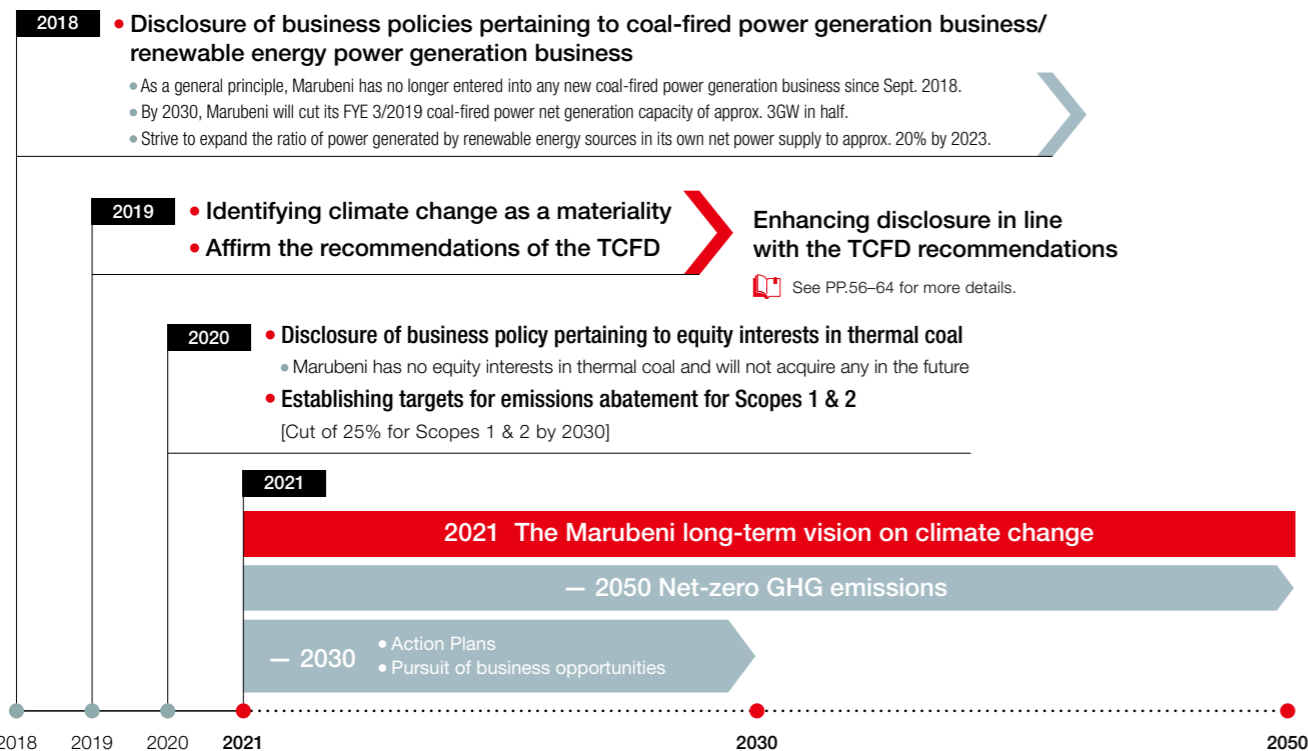 2018
• Disclosure of business policies pertaining to coal-fired power generation business/
renewable energy power generation business
• As a general principle, Marubeni has no longer entered into any new coal-fired power generation business since Sept. 2018.
• By 2030, Marubeni will cut its FYE 3/2019 coal-fired power net generation capacity of approx. 3GW in half.
• Strive to expand the ratio of power generated by renewable energy sources in its own net power supply to approx. 20% by 2023.
2019
• Identifying climate change as a materiality
• Affirm the recommendations of the TCFD
Enhancing disclosure in line
with the TCFD recommendations
See PP.56–64 for more details.
2020
• Disclosure of business policy pertaining to equity interests in thermal coal
• Marubeni has no equity interests in thermal coal and will not acquire any in the future
• Establishing targets for emissions abatement for Scopes 1 & 2
[Cut of 25% for Scopes 1 & 2 by 2030]
2021
2021 The Marubeni long-term vision on climate change
— 2050 Net-zero GHG emissions
— 2030
• Action Plans
• Pursuit of business opportunities
2018 2019 2020 2021 2030 2050